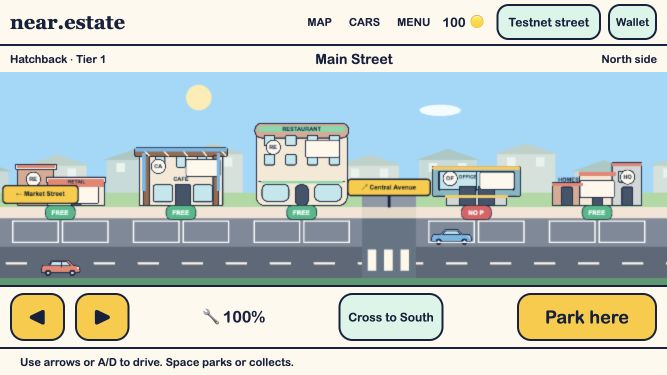 near.estate
MAP CARS MENU 100 Testnet street Wallet
Hatchback · Tier 1 Main Street North side
RESTAURANT
RE
CA
CAFE
RE RETAIL
← Market Street
↗ Central Avenue
OF OFFICE
HOMES HO
FREE FREE FREE NO P FREE
100% Cross to South Park here
Use arrows or A/D to drive. Space parks or collects.